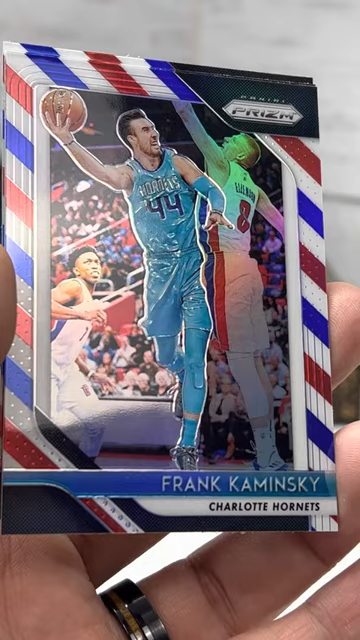 PANINI
PRIZM
HORNETS
44
8
FRANK KAMINSKY
CHARLOTTE HORNETS